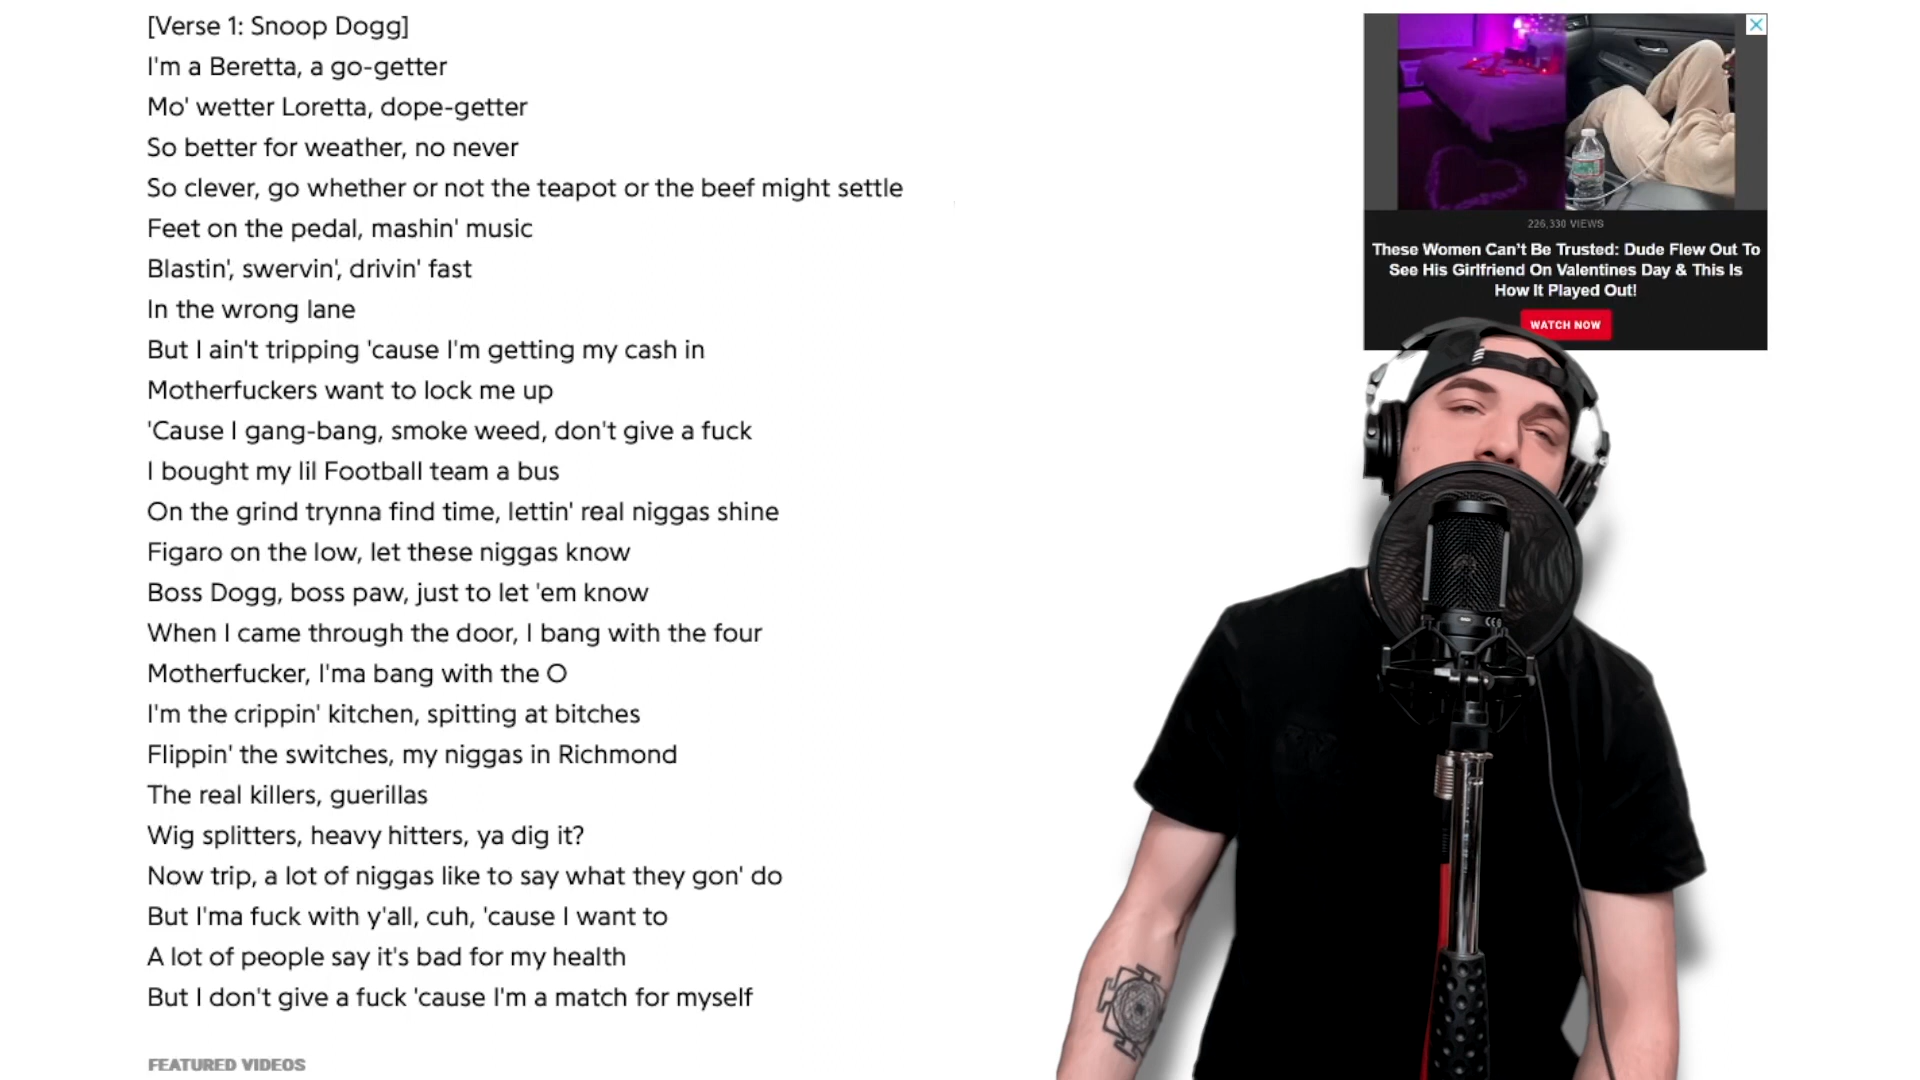 [Verse 1: Snoop Dogg]
I'm a Beretta, a go-getter
Mo' wetter Loretta, dope-getter
So better for weather, no never
So clever, go whether or not the teapot or the beef might settle
Feet on the pedal, mashin' music
Blastin', swervin', drivin' fast
In the wrong lane
But I ain't tripping 'cause I'm getting my cash in
Motherfuckers want to lock me up
'Cause I gang-bang, smoke weed, don't give a fuck
I bought my lil Football team a bus
On the grind trynna find time, lettin' real niggas shine
Figaro on the low, let these niggas know
Boss Dogg, boss paw, just to let 'em know
When I came through the door, I bang with the four
Motherfucker, I'ma bang with the O
I'm the crippin' kitchen, spitting at bitches
Flippin' the switches, my niggas in Richmond
The real killers, guerillas
Wig splitters, heavy hitters, ya dig it?
Now trip, a lot of niggas like to say what they gon' do
But I'ma fuck with y'all, cuh, 'cause I want to
A lot of people say it's bad for my health
But I don't give a fuck 'cause I'm a match for myself
FEATURED VIDEOS
226,330 VIEWS
These Women Can't Be Trusted: Dude Flew Out To
See His Girlfriend On Valentines Day & This Is
How It Played Out!
WATCH NOW